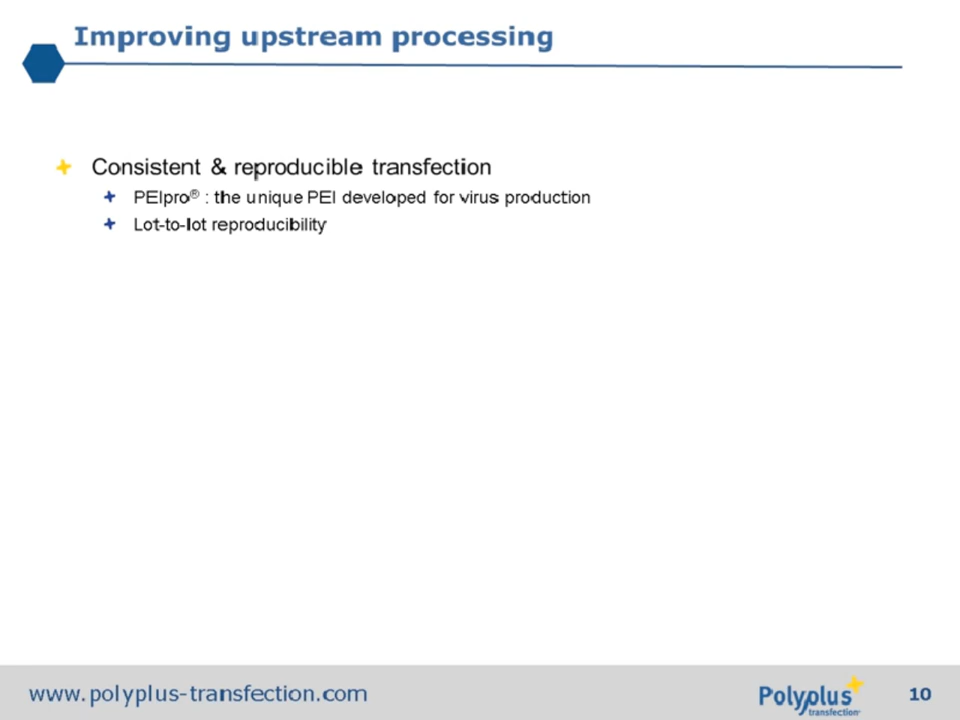 Improving upstream processing
Consistent & reproducible transfection
PEIpro® : the unique PEI developed for virus production
Lot-to-lot reproducibility
www.polyplus-transfection.com
Polyplus
transfection
10